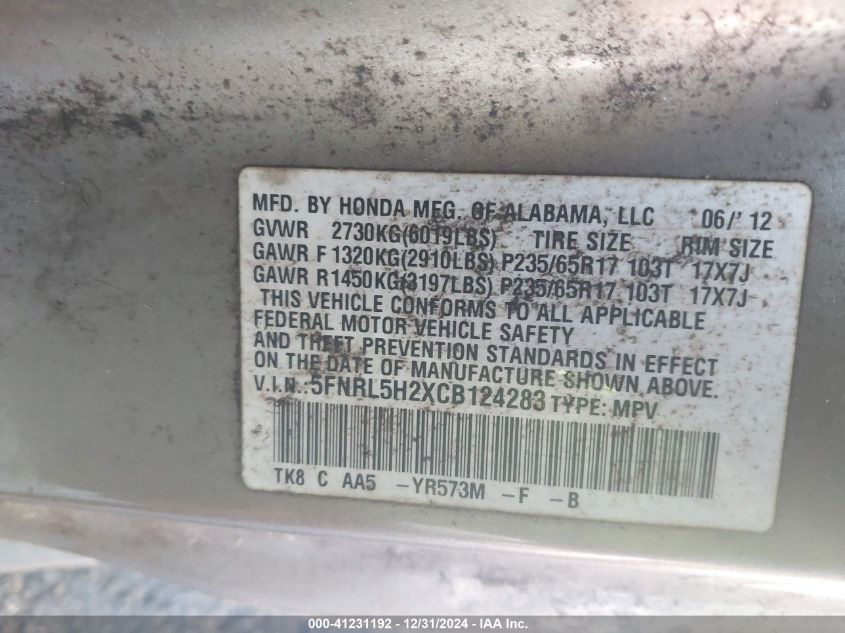 MFD. BY HONDA MFG. OF ALABAMA, LLC 06/'12
GVWR 2730KG(6019LBS) TIRE SIZE RIM SIZE
GAWR F 1320KG(2910LBS) P235/65R17 103T 17X7J
GAWR R1450KG(3197LBS) P235/65R17 103T 17X7J
THIS VEHICLE CONFORMS TO ALL APPLICABLE
FEDERAL MOTOR VEHICLE SAFETY
AND THEFT PREVENTION STANDARDS IN EFFECT
ON THE DATE OF MANUFACTURE SHOWN ABOVE.
V.I.N.:5FNRL5H2XCB124283 TYPE: MPV
TK8 C AA5 -YR573M -F -B
000-41231192 - 12/31/2024 - IAA Inc.